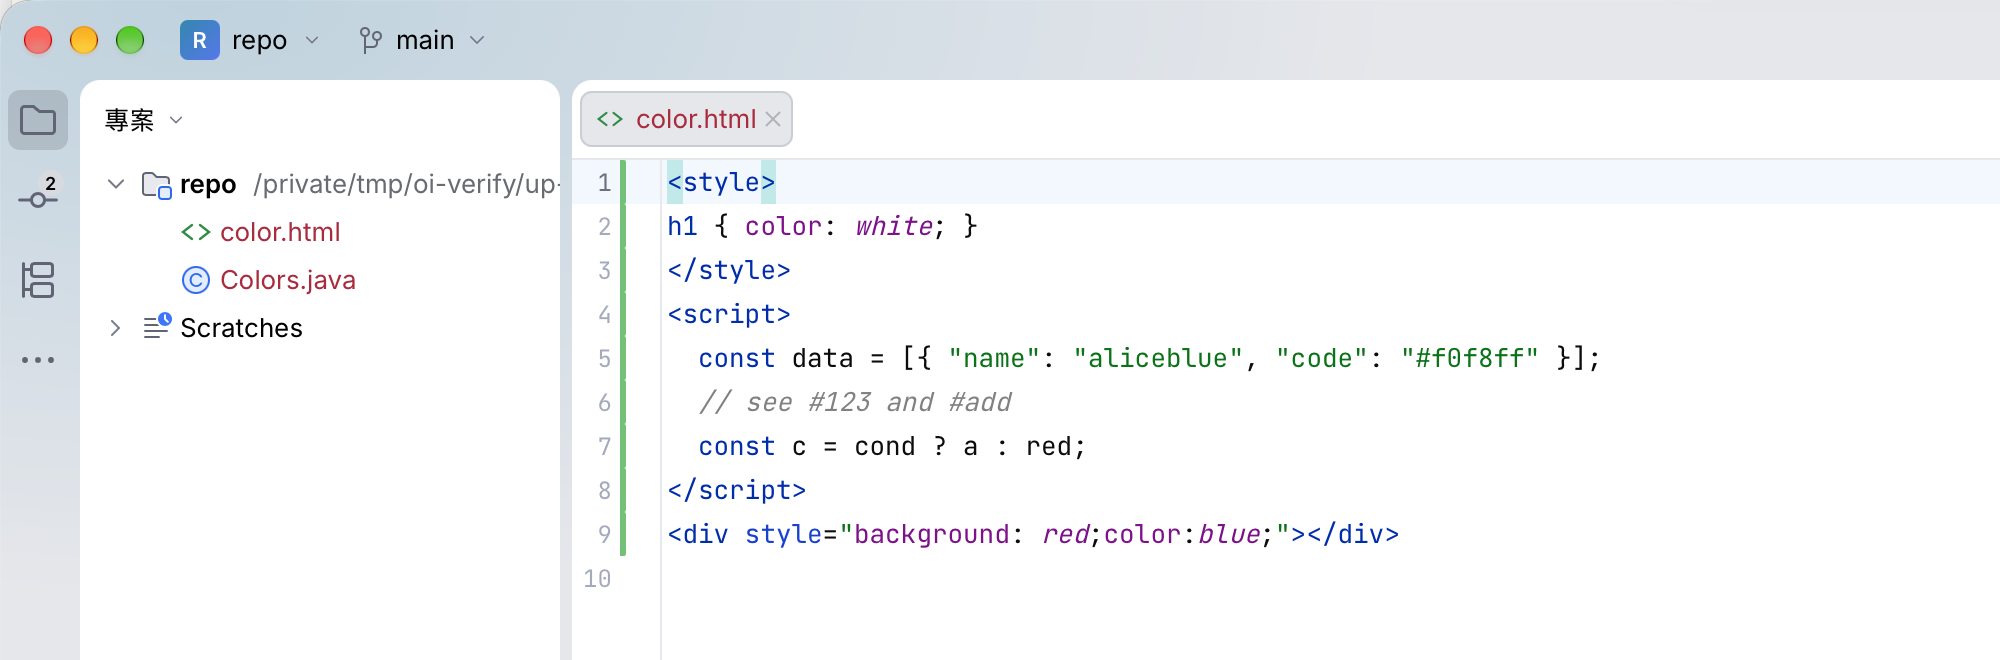 R repo main
專案
2
repo /private/tmp/oi-verify/up-
color.html
Colors.java
Scratches
color.html
1 <style>
2 h1 { color: white; }
3 </style>
4 <script>
5 const data = [{ "name": "aliceblue", "code": "#f0f8ff" }];
6 // see #123 and #add
7 const c = cond ? a : red;
8 </script>
9 <div style="background: red;color:blue;"></div>
10